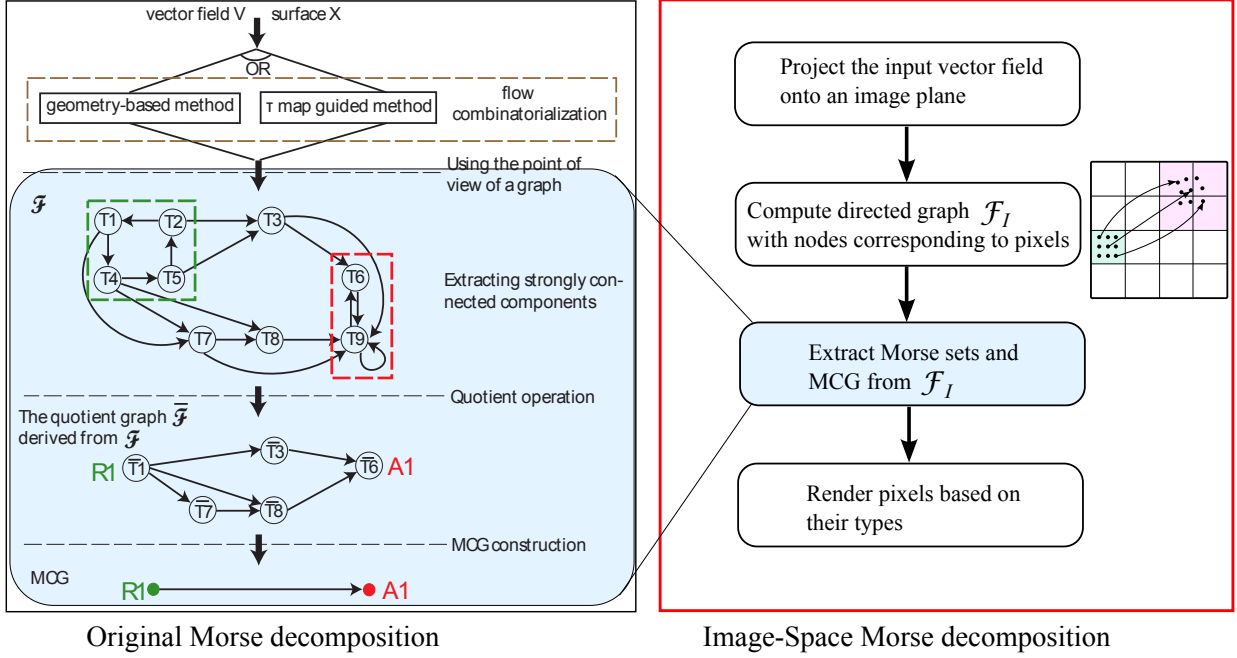 vector field V surface X
OR
geometry-based method
τ map guided method
flow
combinatorialization
Using the point of
view of a graph
ℱ
T1
T2
T3
T4
T5
T6
T7
T8
T9
Extracting strongly con-
nected components
Quotient operation
The quotient graph ℱ̅
derived from ℱ
R1
T̅1
T̅3
T̅6
A1
T̅7
T̅8
MCG construction
MCG
R1
A1
Original Morse decomposition
Project the input vector field
onto an image plane
Compute directed graph ℱ_I
with nodes corresponding to pixels
Extract Morse sets and
MCG from ℱ_I
Render pixels based on
their types
Image-Space Morse decomposition